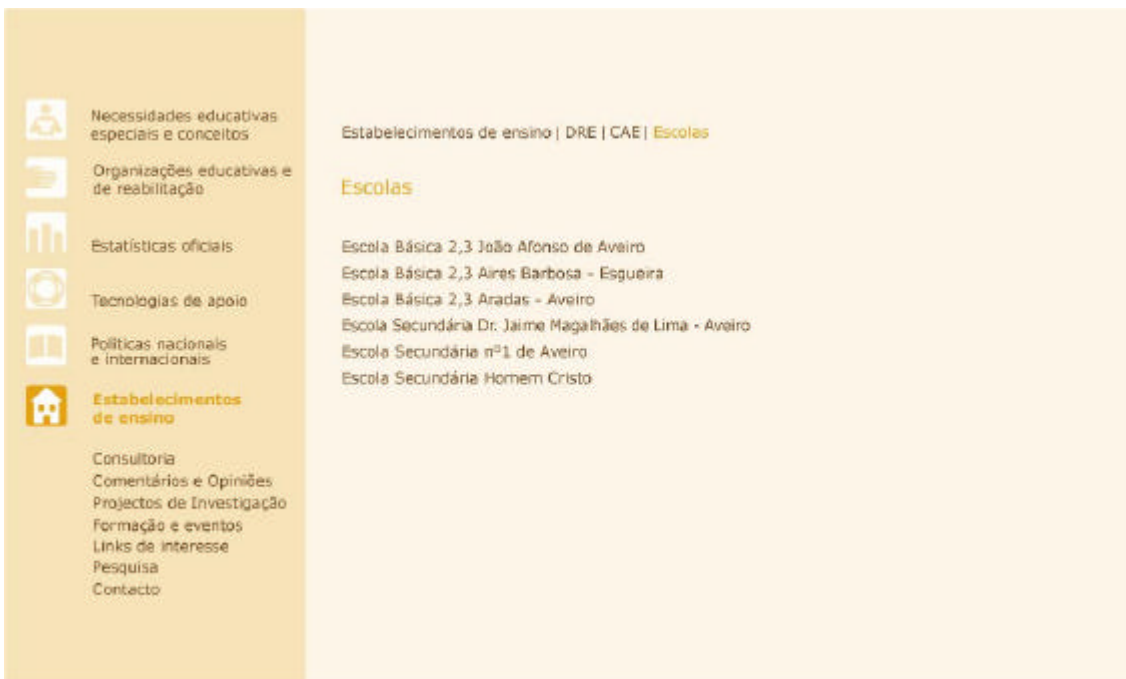 Necessidades educativas
especiais e conceitos
Organizações educativas e
de reabilitação
Estatísticas oficiais
Tecnologias de apoio
Políticas nacionais
e internacionais
Estabelecimentos
de ensino
Consultoria
Comentários e Opiniões
Projectos de Investigação
Formação e eventos
Links de interesse
Pesquisa
Contacto
Estabelecimentos de ensino | DRE | CAE | Escolas
Escolas
Escola Básica 2,3 João Afonso de Aveiro
Escola Básica 2,3 Aires Barbosa - Esgueira
Escola Básica 2,3 Aradas - Aveiro
Escola Secundária Dr. Jaime Magalhães de Lima - Aveiro
Escola Secundária nº1 de Aveiro
Escola Secundária Homem Cristo